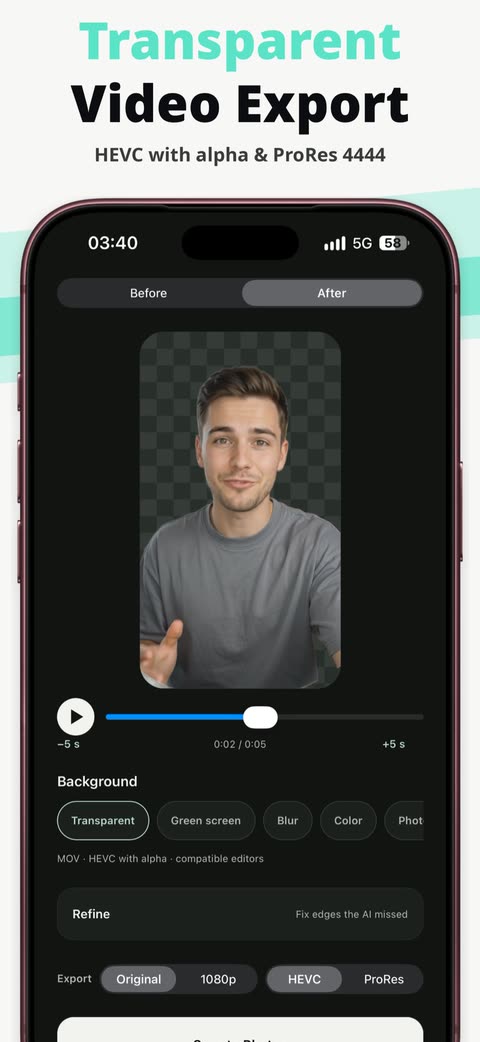 Transparent
Video Export
HEVC with alpha & ProRes 4444
03:40 5G 58
Before After
−5 s 0:02 / 0:05 +5 s
Background
Transparent Green screen Blur Color
MOV · HEVC with alpha · compatible editors
Refine Fix edges the AI missed
Export Original 1080p HEVC ProRes